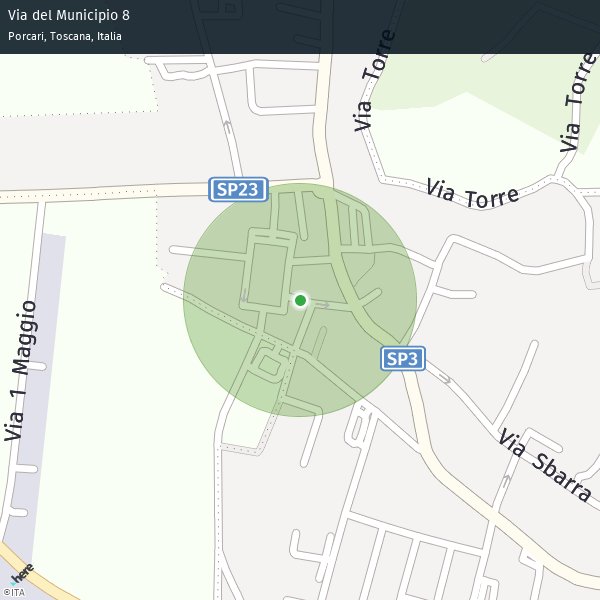 Via del Municipio 8
Porcari, Toscana, Italia
Via Torre
Via Torre
Via Torre
SP23
Via 1 Maggio
SP3
Via Sbarra
here
©ITA